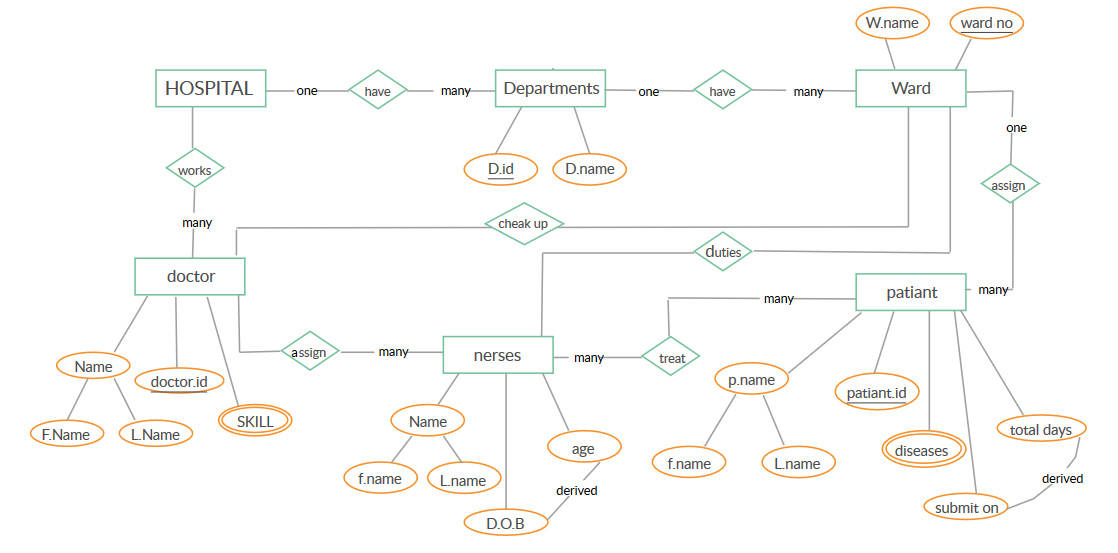 W.name
ward no
HOSPITAL
one
have
many
Departments
one
have
many
Ward
one
works
D.id
D.name
assign
many
cheak up
duties
doctor
many
patiant
many
assign
many
nerses
many
treat
Name
doctor.id
p.name
patiant.id
F.Name
L.Name
SKILL
Name
age
total days
diseases
f.name
L.name
f.name
L.name
derived
derived
D.O.B
submit on